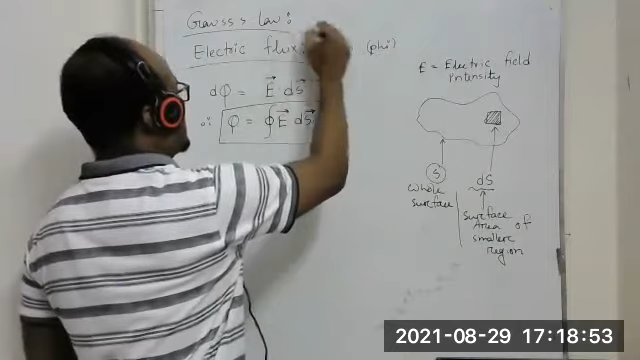 Gauss's Law:
Electric flux: (phi)
dφ = E⃗ · dS⃗
∴ φ = ∮ E⃗ · dS⃗
E = Electric field
intensity
S
whole
surface
dS
surface
Area of
smaller
region
2021-08-29 17:18:53